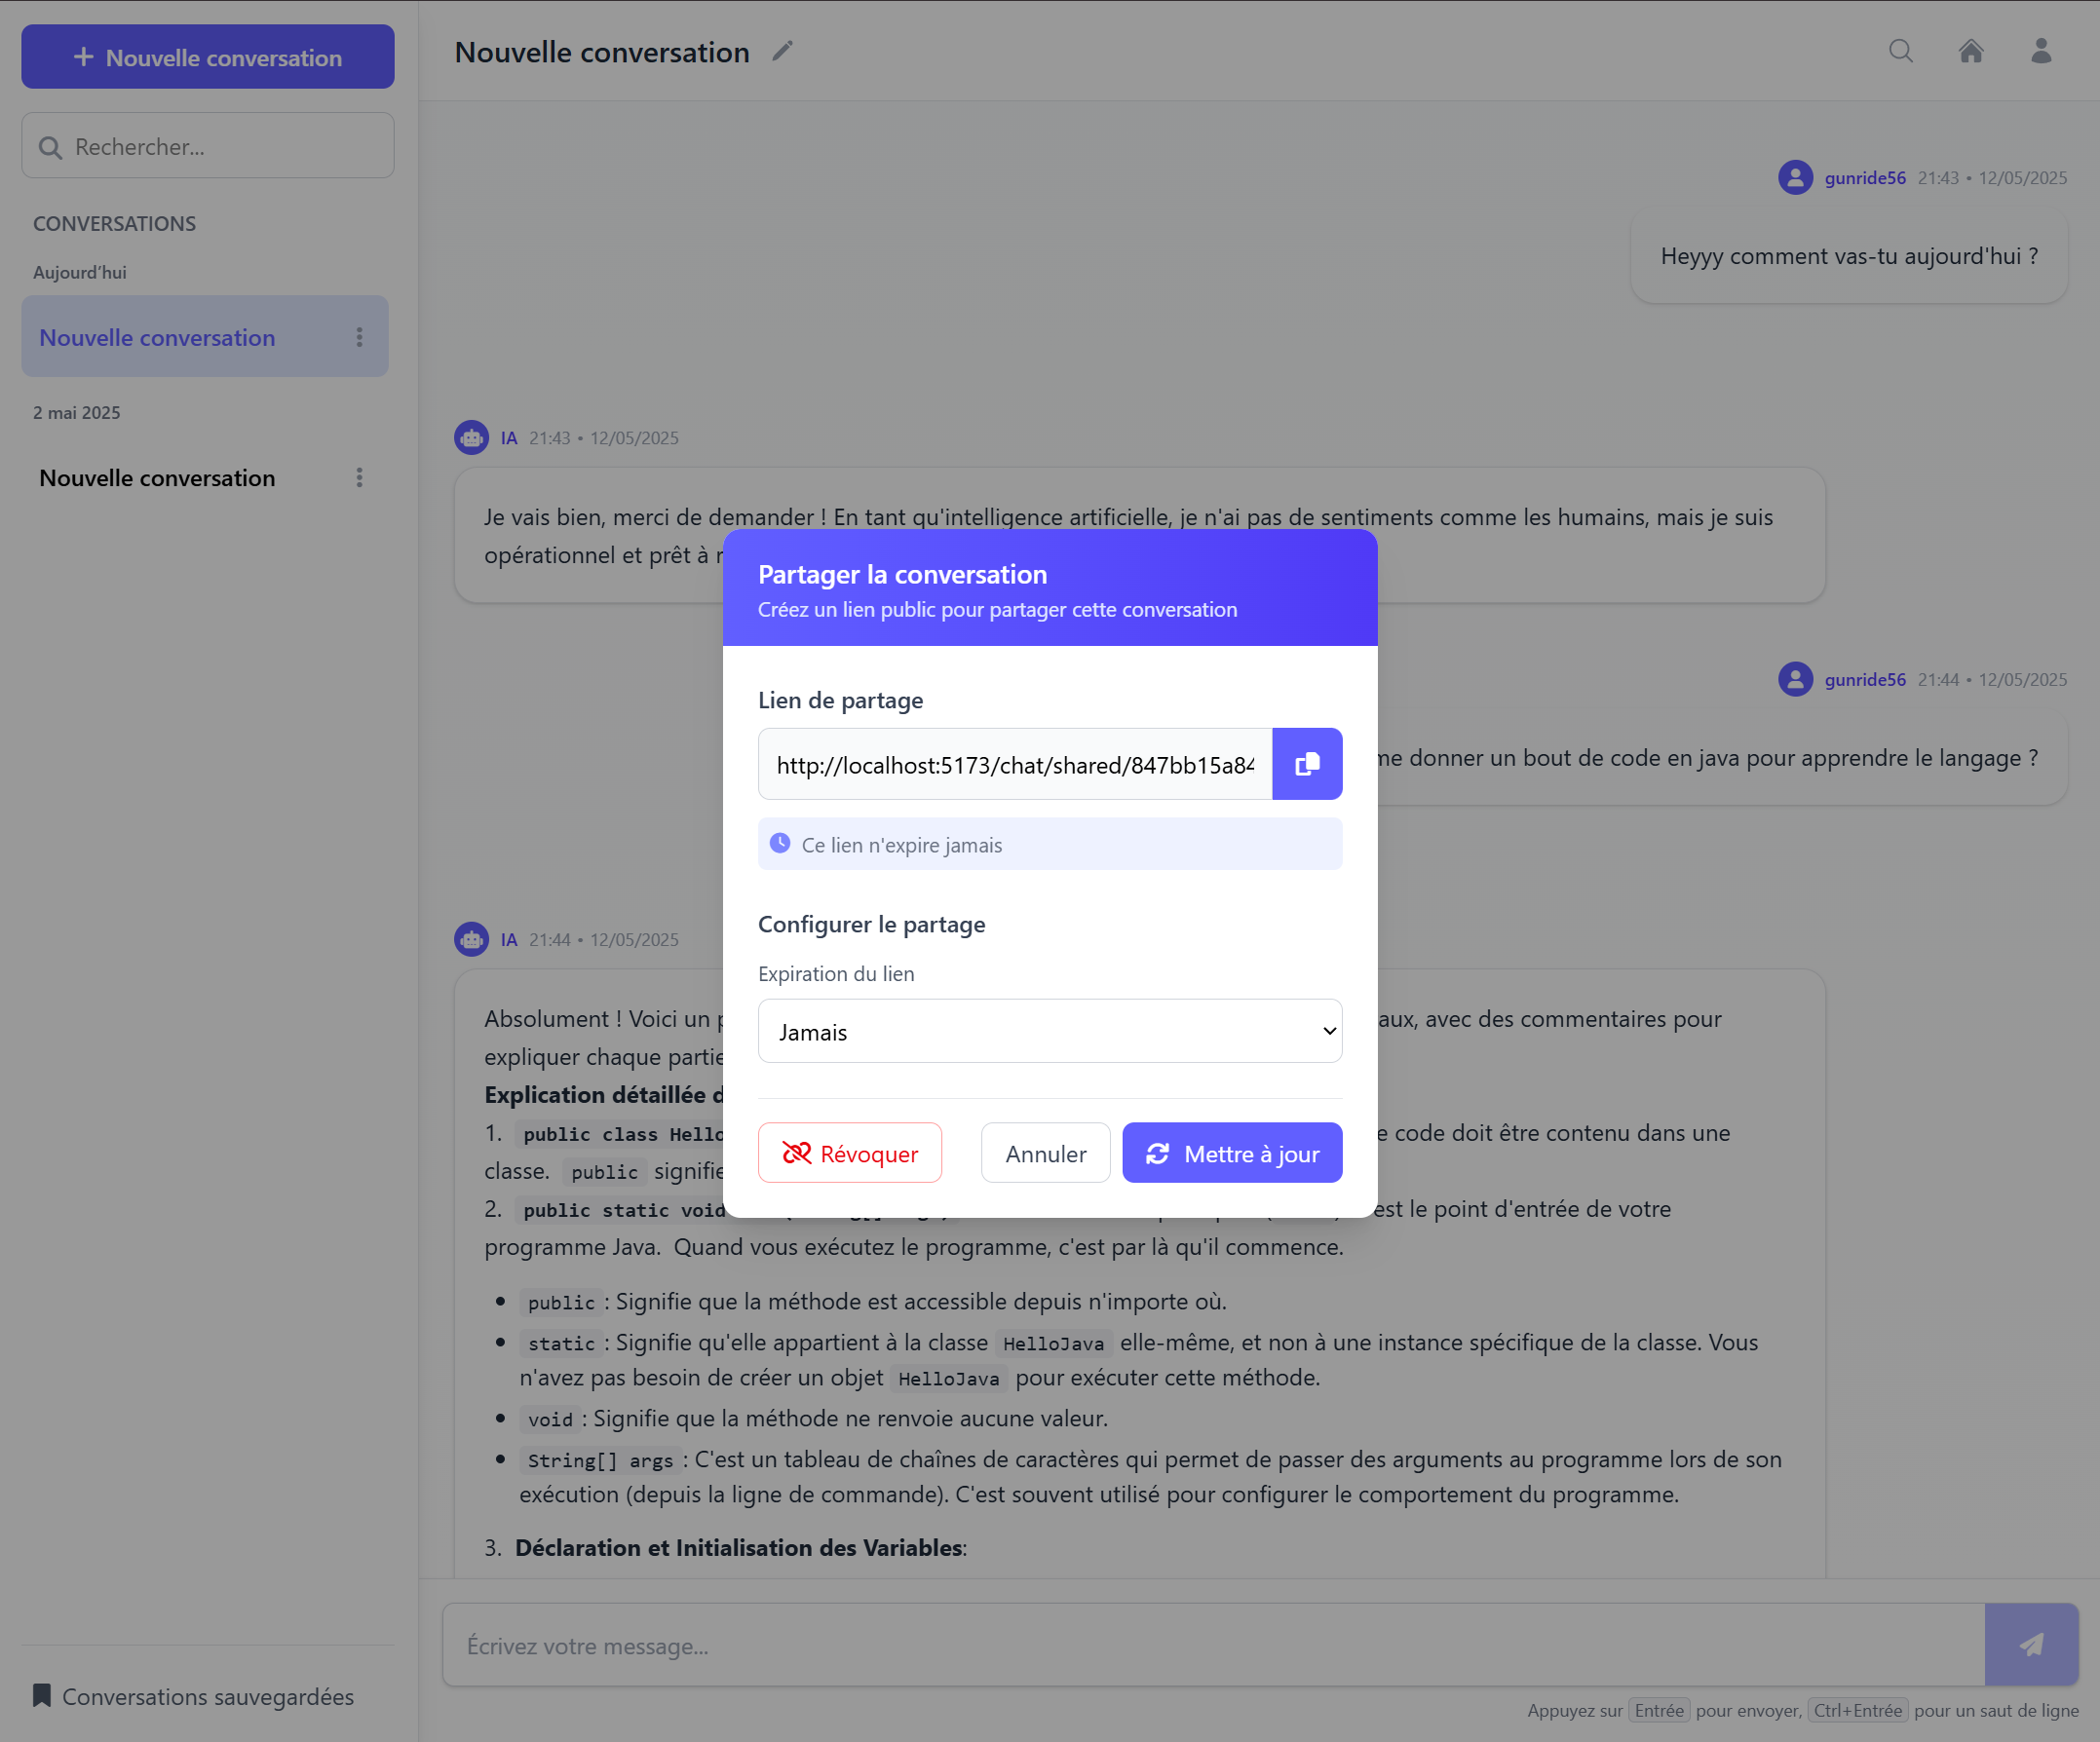 Nouvelle conversation
Rechercher...
CONVERSATIONS
Aujourd'hui
Nouvelle conversation
2 mai 2025
Nouvelle conversation
Conversations sauvegardées
Nouvelle conversation
gunride56 21:43 • 12/05/2025
Heyyy comment vas-tu aujourd'hui ?
IA 21:43 • 12/05/2025
Je vais bien, merci de demander ! En tant qu'intelligence artificielle, je n'ai pas de sentiments comme les humains, mais je suis
opérationnel et prêt à
gunride56 21:44 • 12/05/2025
me donner un bout de code en java pour apprendre le langage ?
IA 21:44 • 12/05/2025
Absolument ! Voici un
aux, avec des commentaires pour
expliquer chaque partie
Explication détaillée
1. public class Hello
code doit être contenu dans une
classe. public signifie
2. public static void
est le point d'entrée de votre
programme Java. Quand vous exécutez le programme, c'est par là qu'il commence.
• public : Signifie que la méthode est accessible depuis n'importe où.
• static : Signifie qu'elle appartient à la classe HelloJava elle-même, et non à une instance spécifique de la classe. Vous
n'avez pas besoin de créer un objet HelloJava pour exécuter cette méthode.
• void : Signifie que la méthode ne renvoie aucune valeur.
• String[] args : C'est un tableau de chaînes de caractères qui permet de passer des arguments au programme lors de son
exécution (depuis la ligne de commande). C'est souvent utilisé pour configurer le comportement du programme.
3. Déclaration et Initialisation des Variables:
Partager la conversation
Créez un lien public pour partager cette conversation
Lien de partage
http://localhost:5173/chat/shared/847bb15a84
Ce lien n'expire jamais
Configurer le partage
Expiration du lien
Jamais
Révoquer
Annuler
Mettre à jour
Écrivez votre message...
Appuyez sur Entrée pour envoyer, Ctrl+Entrée pour un saut de ligne